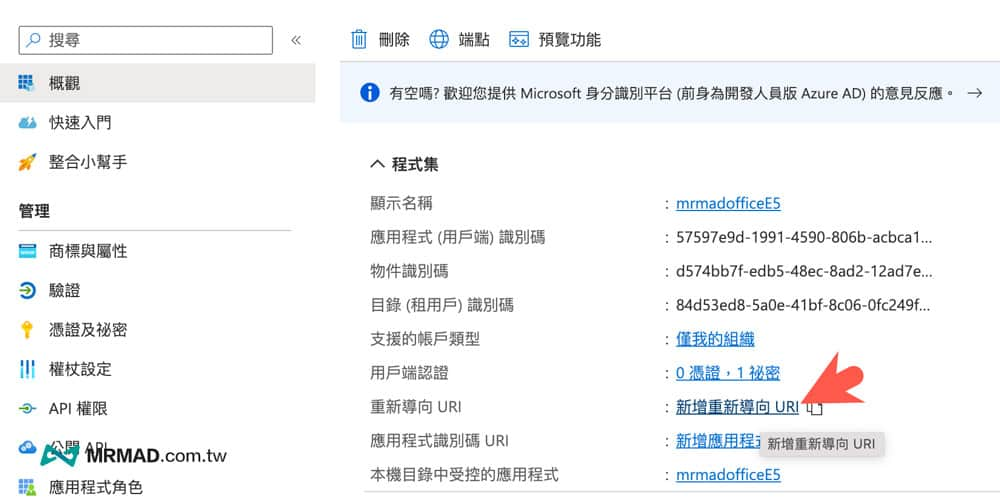 搜尋
«
刪除
端點
預覽功能
概觀
快速入門
整合小幫手
管理
商標與屬性
驗證
憑證及祕密
權杖設定
API 權限
公開 API
應用程式角色
MRMAD.com.tw
有空嗎? 歡迎您提供 Microsoft 身分識別平台 (前身為開發人員版 Azure AD) 的意見反應。 →
程式集
顯示名稱 : mrmadofficeE5
應用程式 (用戶端) 識別碼 : 57597e9d-1991-4590-806b-acbca1...
物件識別碼 : d574bb7f-edb5-48ec-8ad2-12ad7e...
目錄 (租用戶) 識別碼 : 84d53ed8-5a0e-41bf-8c06-0fc249f...
支援的帳戶類型 : 僅我的組織
用戶端認證 : 0 憑證，1 祕密
重新導向 URI : 新增重新導向 URI
應用程式識別碼 URI : 新增應用程式
新增重新導向 URI
本機目錄中受控的應用程式 : mrmadofficeE5